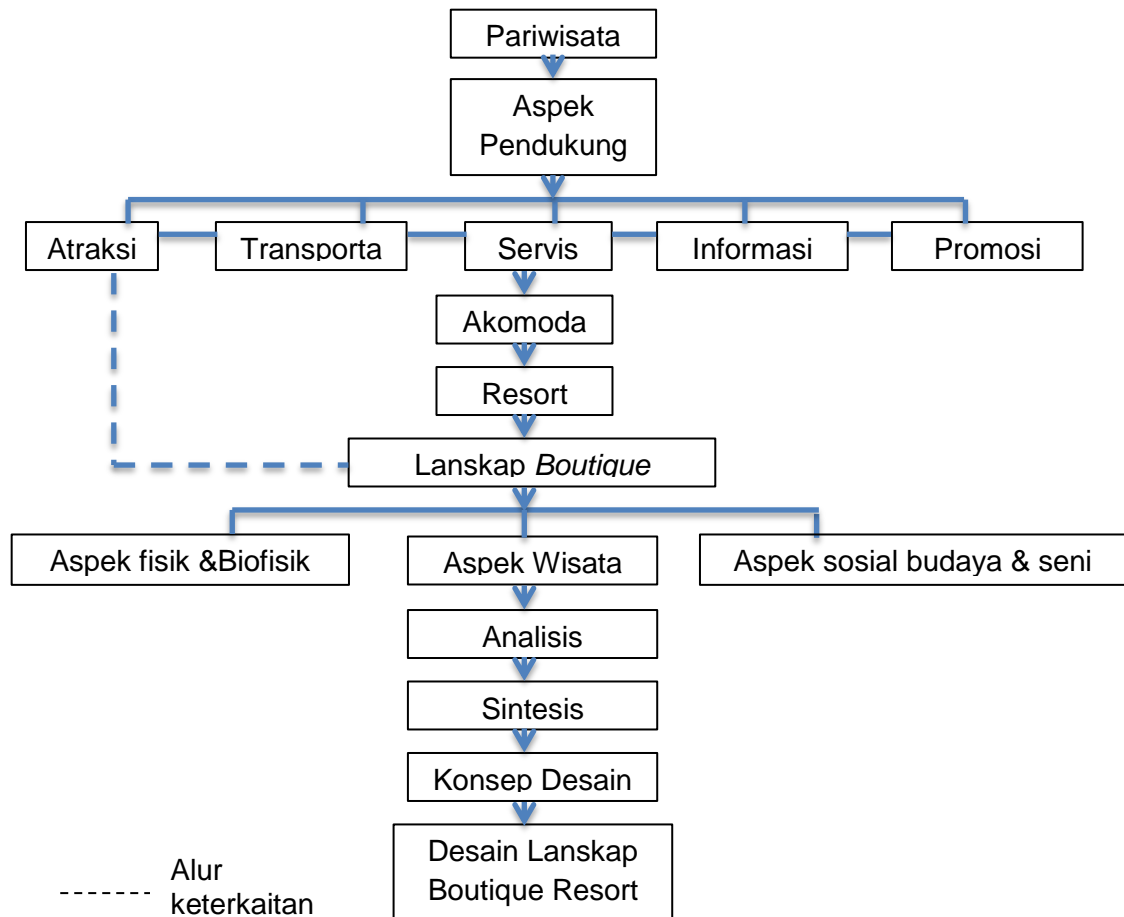 Pariwisata
Aspek
Pendukung
Atraksi
Transporta
Servis
Informasi
Promosi
Akomoda
Resort
Lanskap Boutique
Aspek fisik &Biofisik
Aspek Wisata
Aspek sosial budaya & seni
Analisis
Sintesis
Konsep Desain
Desain Lanskap
Boutique Resort
Alur
keterkaitan